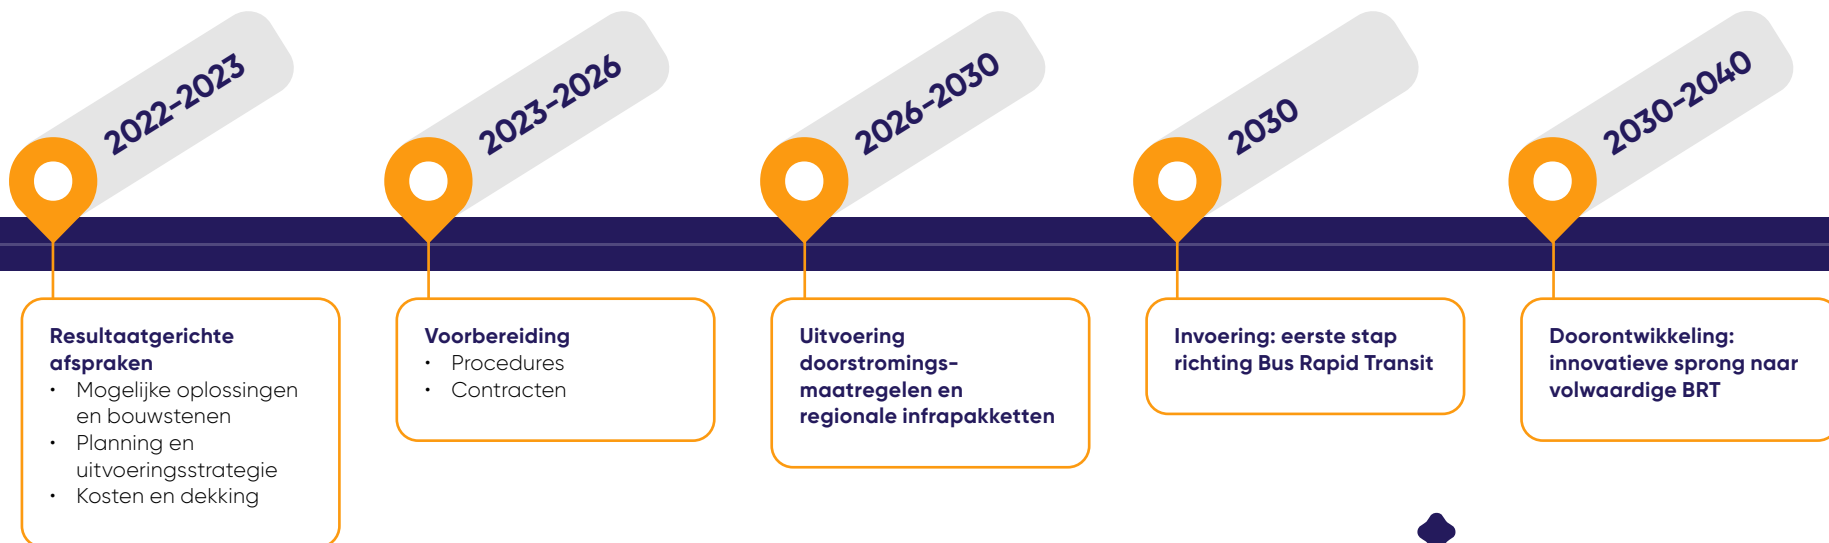 2022-2023
Resultaatgerichte
afspraken
• Mogelijke oplossingen
en bouwstenen
• Planning en
uitvoeringsstrategie
• Kosten en dekking
2023-2026
Voorbereiding
• Procedures
• Contracten
2026-2030
Uitvoering
doorstromings-
maatregelen en
regionale infrapakketten
2030
Invoering: eerste stap
richting Bus Rapid Transit
2030-2040
Doorontwikkeling:
innovatieve sprong naar
volwaardige BRT